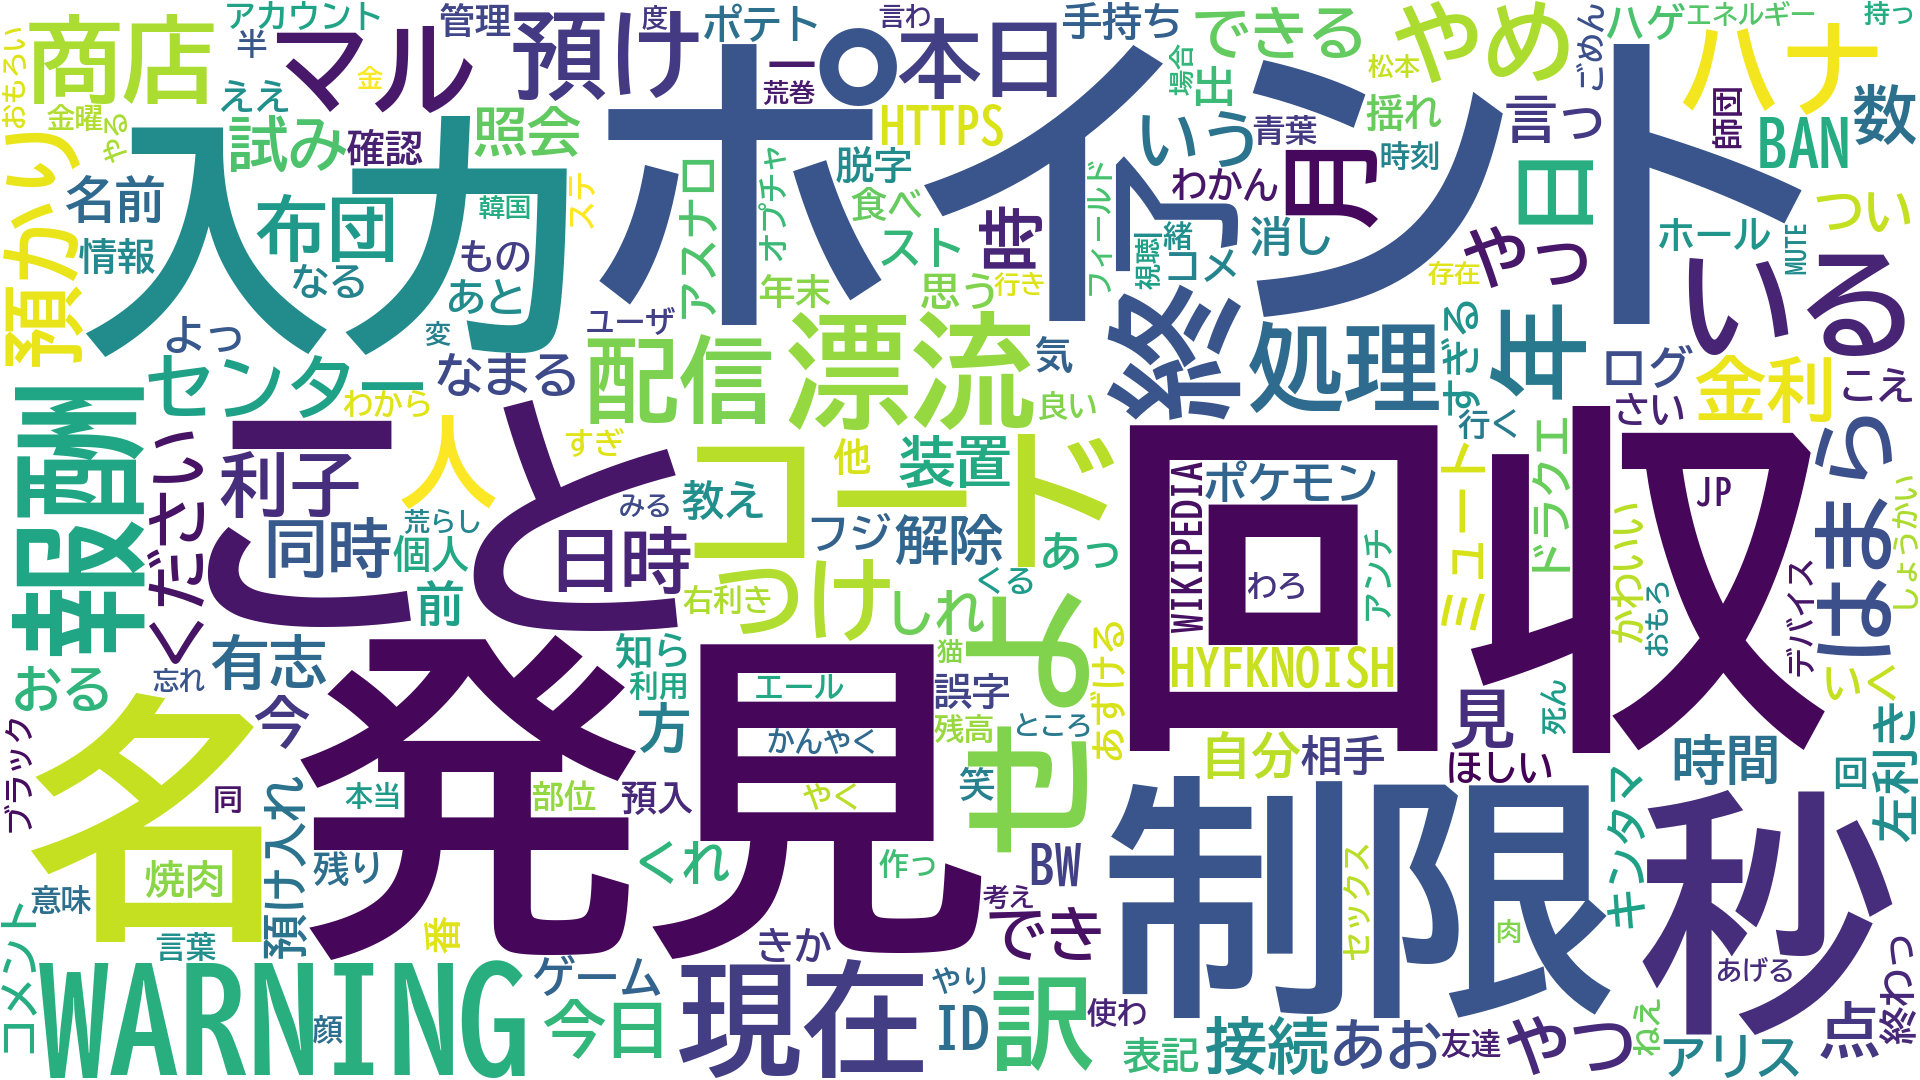 おもろい
商店
アカウント
半
マル
金
管理
預け
度
ポテト
一
荒巻
言わ
本日
手持ち
できる
場合
出
やめ
松本
ハゲ
エネルギー
ごめん
持っ
ハナ
金曜
やる
ええ
試み
確認
照会
入力
ポイント
HTTPS
いう
青葉
揺れ
言っ
時刻
師団
BAN
数
預かり
名前
情報
布団
なる
韓国
ステ
もの
あと
アスナロ
オプチャ
脱字
食べ
スト
時
フィールド
わかん
視聴
緒
コメ
消し
月
日
やっ
存在
ホール
MUTE
つい
いる
年末
思う
行き
変
よっ
ユーザ
センター
なまる
わから
配信
漂流
気
良い
終了
処理
すぎる
年
行く
ログ
金利
さい
こえ
報酬
ください
利子
こと
人
すぎ
みる
荒らし
同時
個人
前
日時
コード
教え
フジ
他
装置
解除
あっ
つけ
右利き
しれ
くる
回収
WIKIPEDIA
ポケモン
わろ
HYFKNOISH
アンチ
ミュート
ドラクエ
JP
かわいい
おもろ
はまら
しょうかい
デバイス
いく
おる
忘れ
有志
今
知ら
利用
方
発見
エール
かんやく
やく
猫
誤字
残高
ところ
笑
せよ
あずける
自分
相手
見
ほしい
死ん
時間
回
左利き
ブラック
名
同
焼肉
意味
言葉
預け入れ
本当
残り
部位
預入
番
くれ
作っ
きか
BW
考え
でき
制限
セックス
肉
キンタマ
秒
あげる
終わっ
コメント
WARNING
顔
ゲーム
今日
現在
やり
ID
訳
使わ
表記
接続
あお
友達
やつ
ねえ
アリス
点